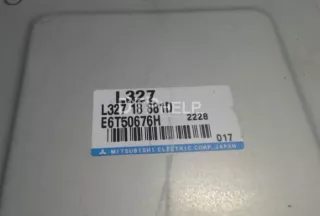 L327
L327 18 881D
E6T50676H 2228
017
MITSUBISHI ELECTRIC CORP. JAPAN